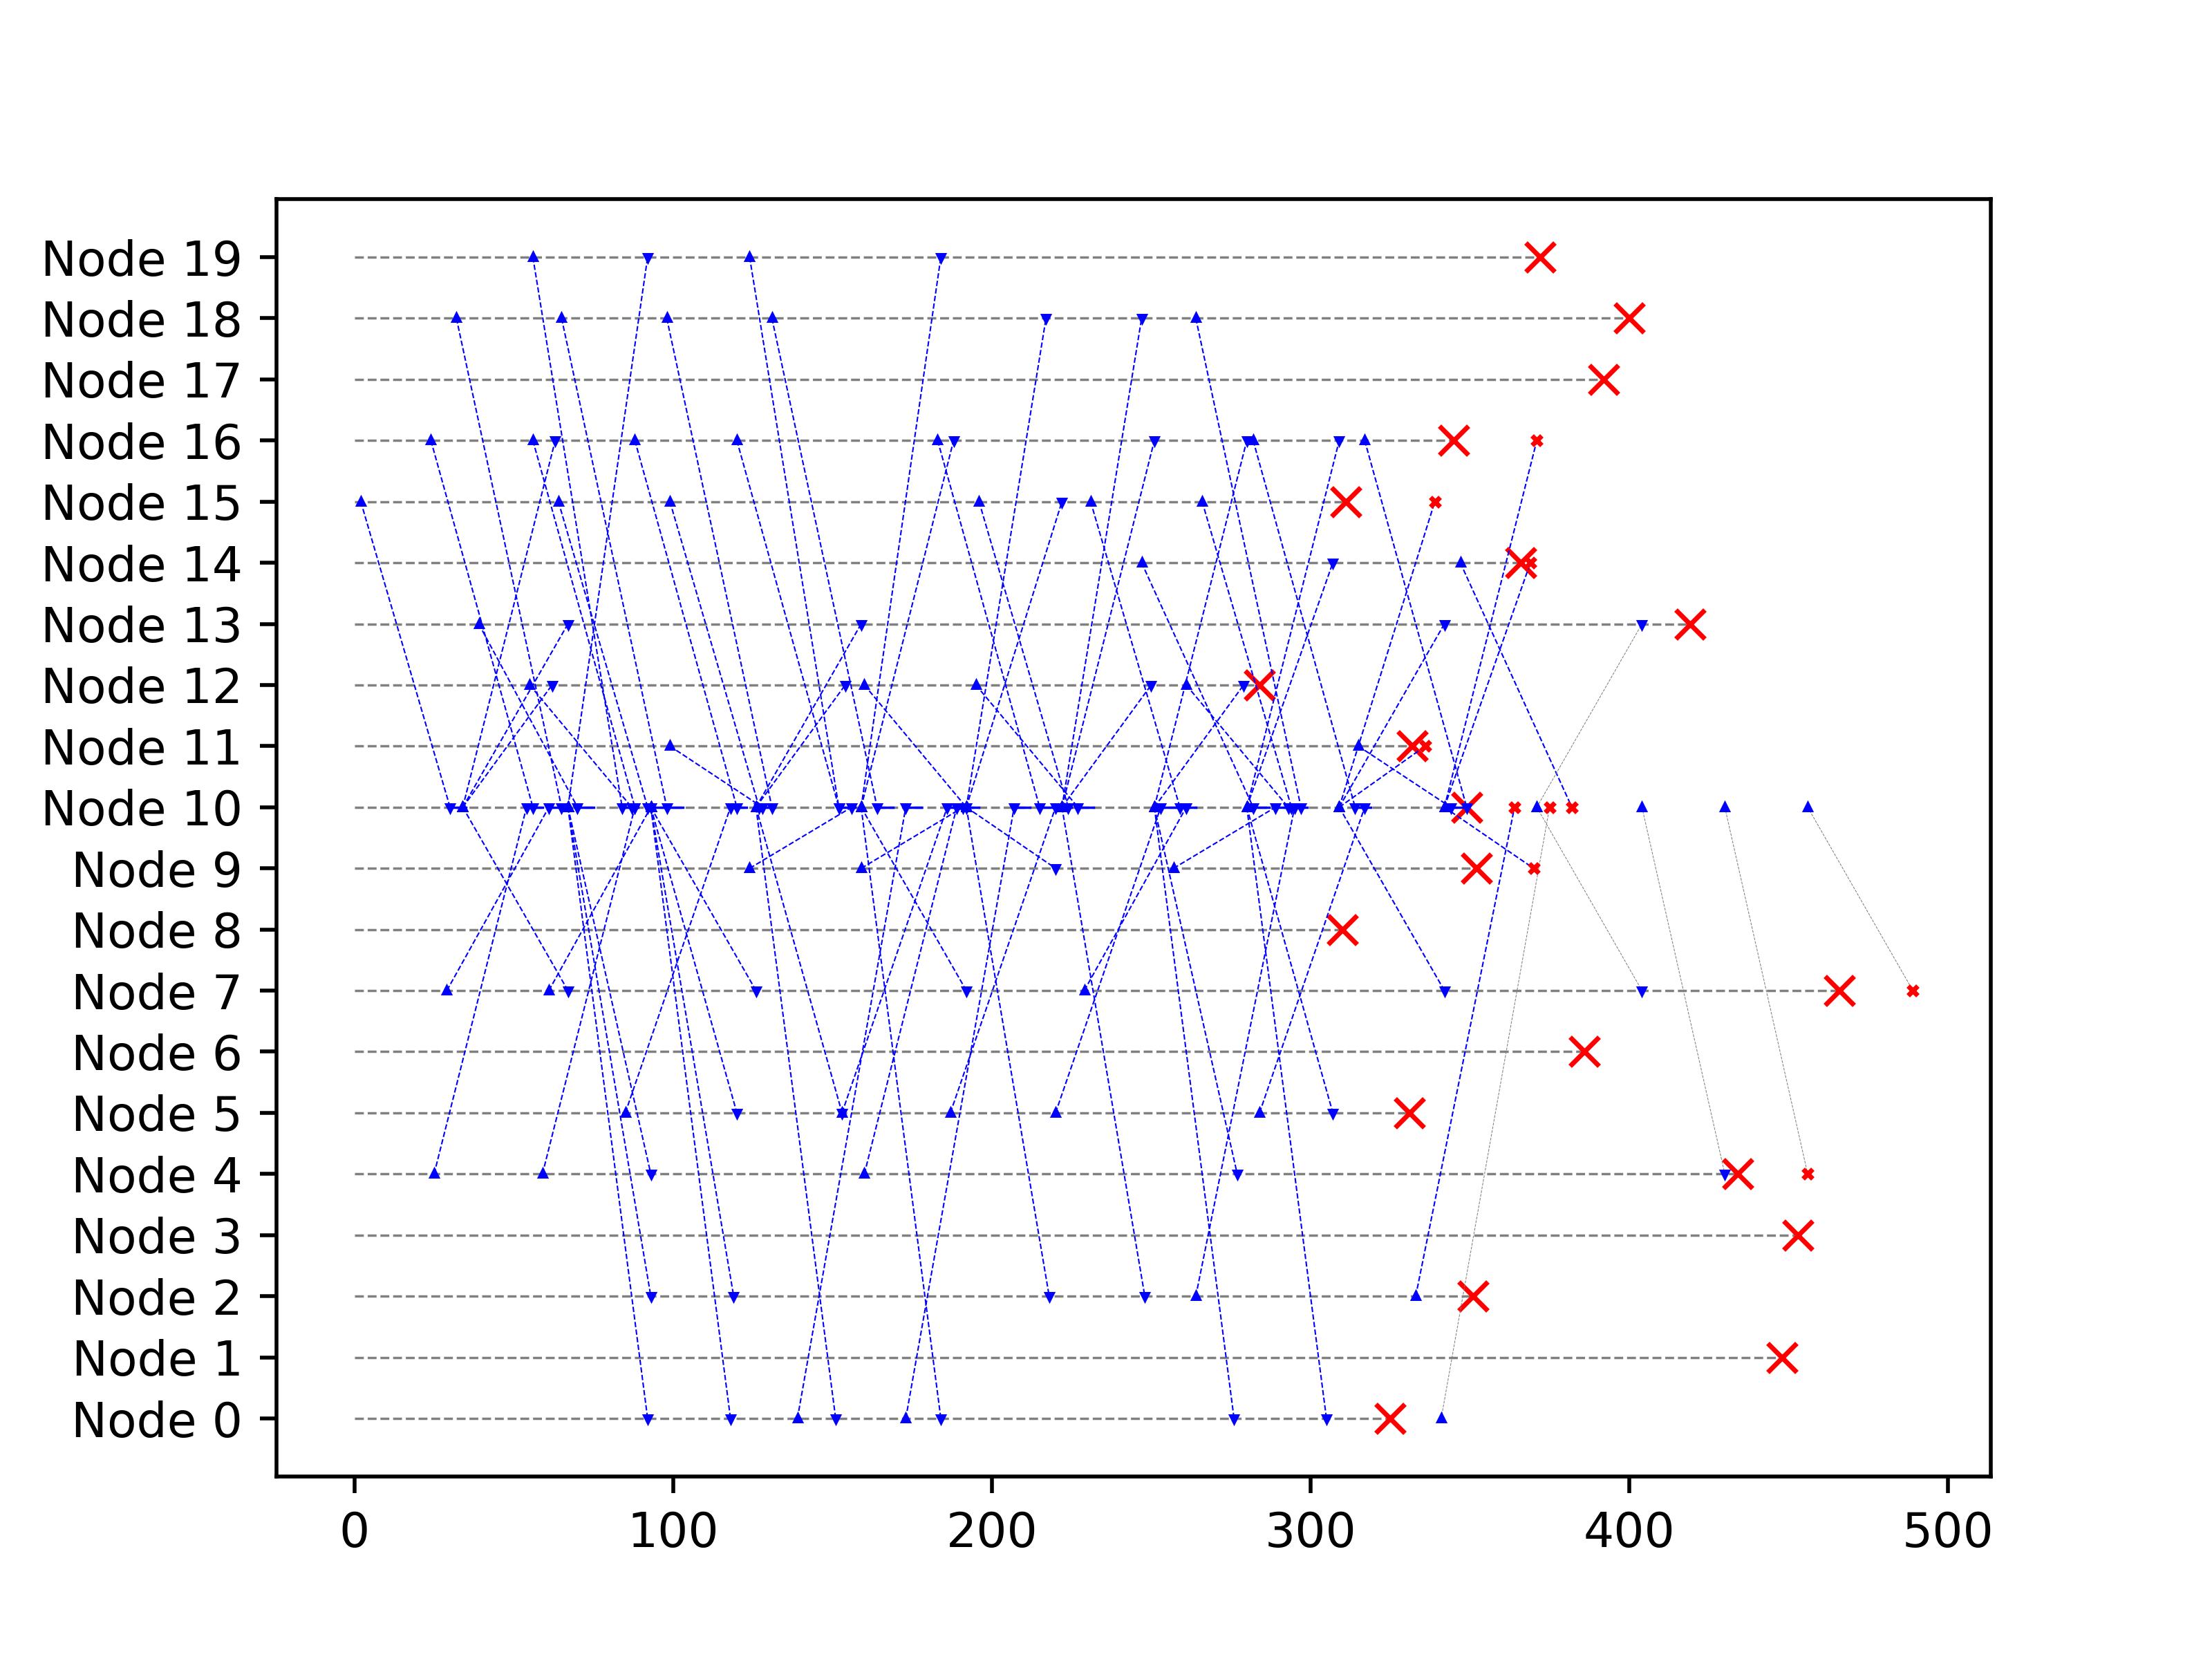 Node 19
Node 18
Node 17
Node 16
Node 15
Node 14
Node 13
Node 12
Node 11
Node 10
Node 9
Node 8
Node 7
Node 6
Node 5
Node 4
Node 3
Node 2
Node 1
Node 0
0 100 200 300 400 500